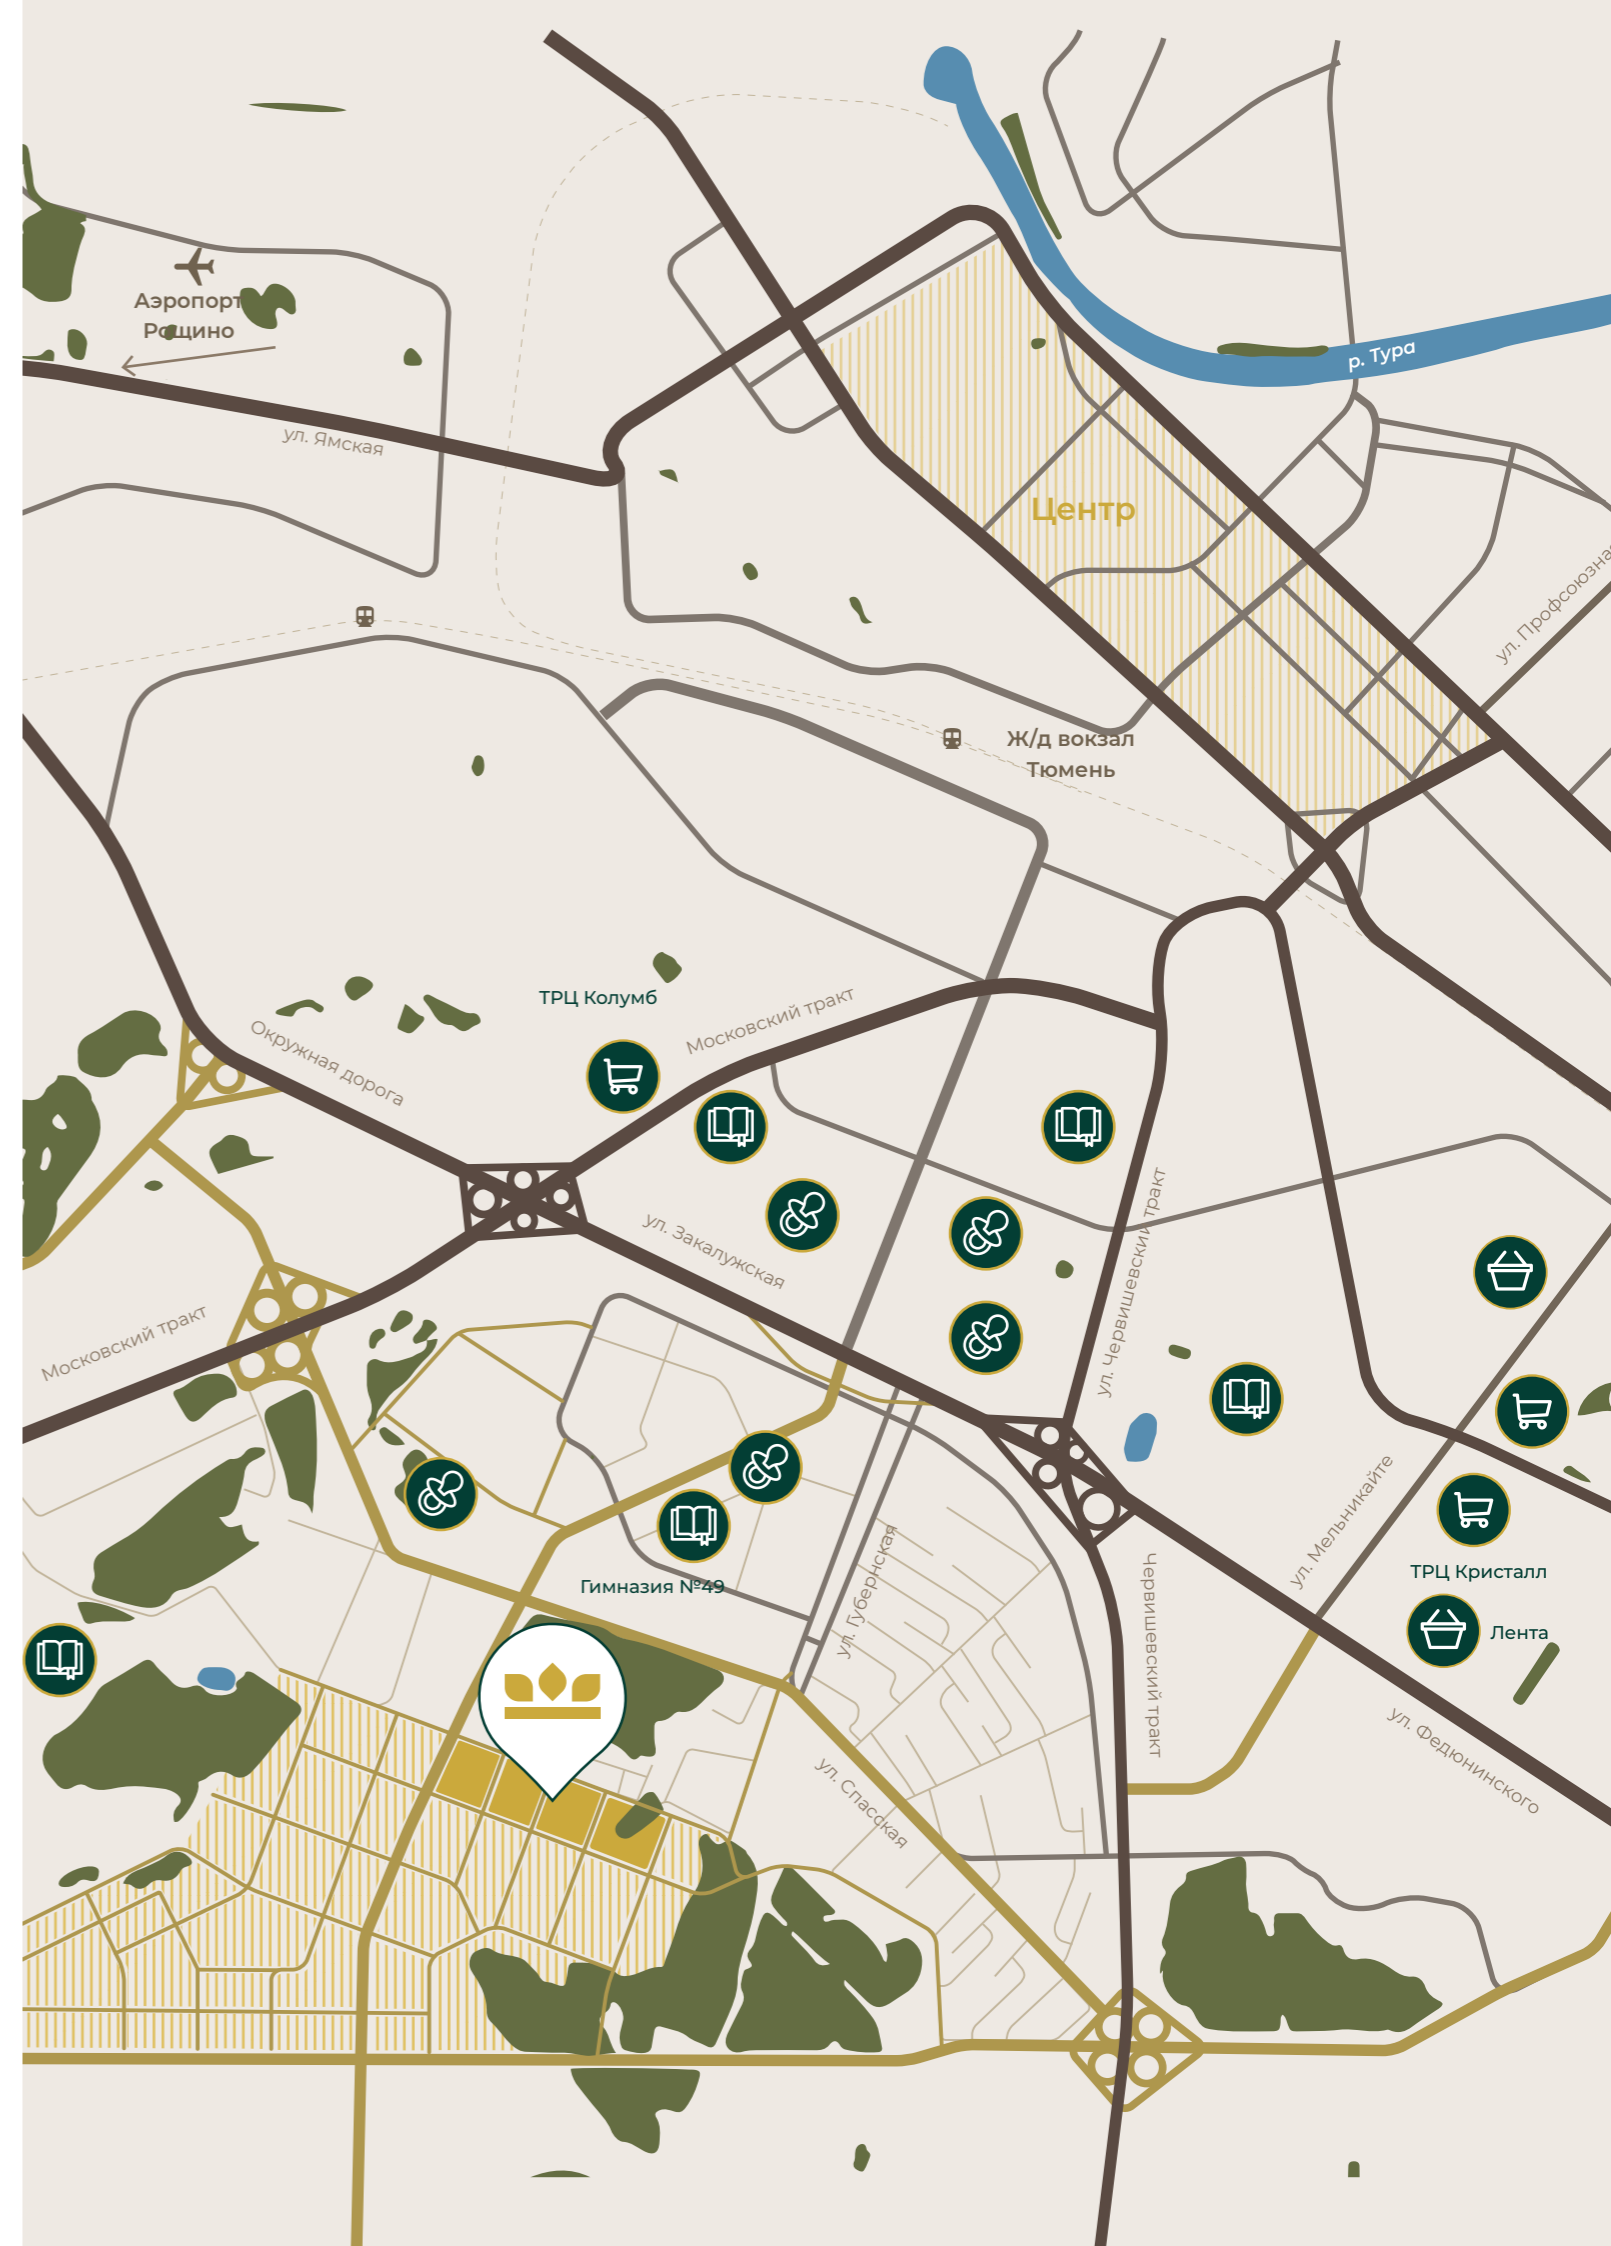 Аэропорт
Рощино
р. Тура
ул. Ямская
Центр
ул. Профсоюзная
Ж/д вокзал
Тюмень
ТРЦ Колумб
Московский тракт
Окружная дорога
ул. Закалужская
ул. Червишевский тракт
Московский тракт
ул. Мельникайте
ул. Губернская
Червишевский тракт
ТРЦ Кристалл
Гимназия №49
Лента
ул. Федюнинского
ул. Спасская